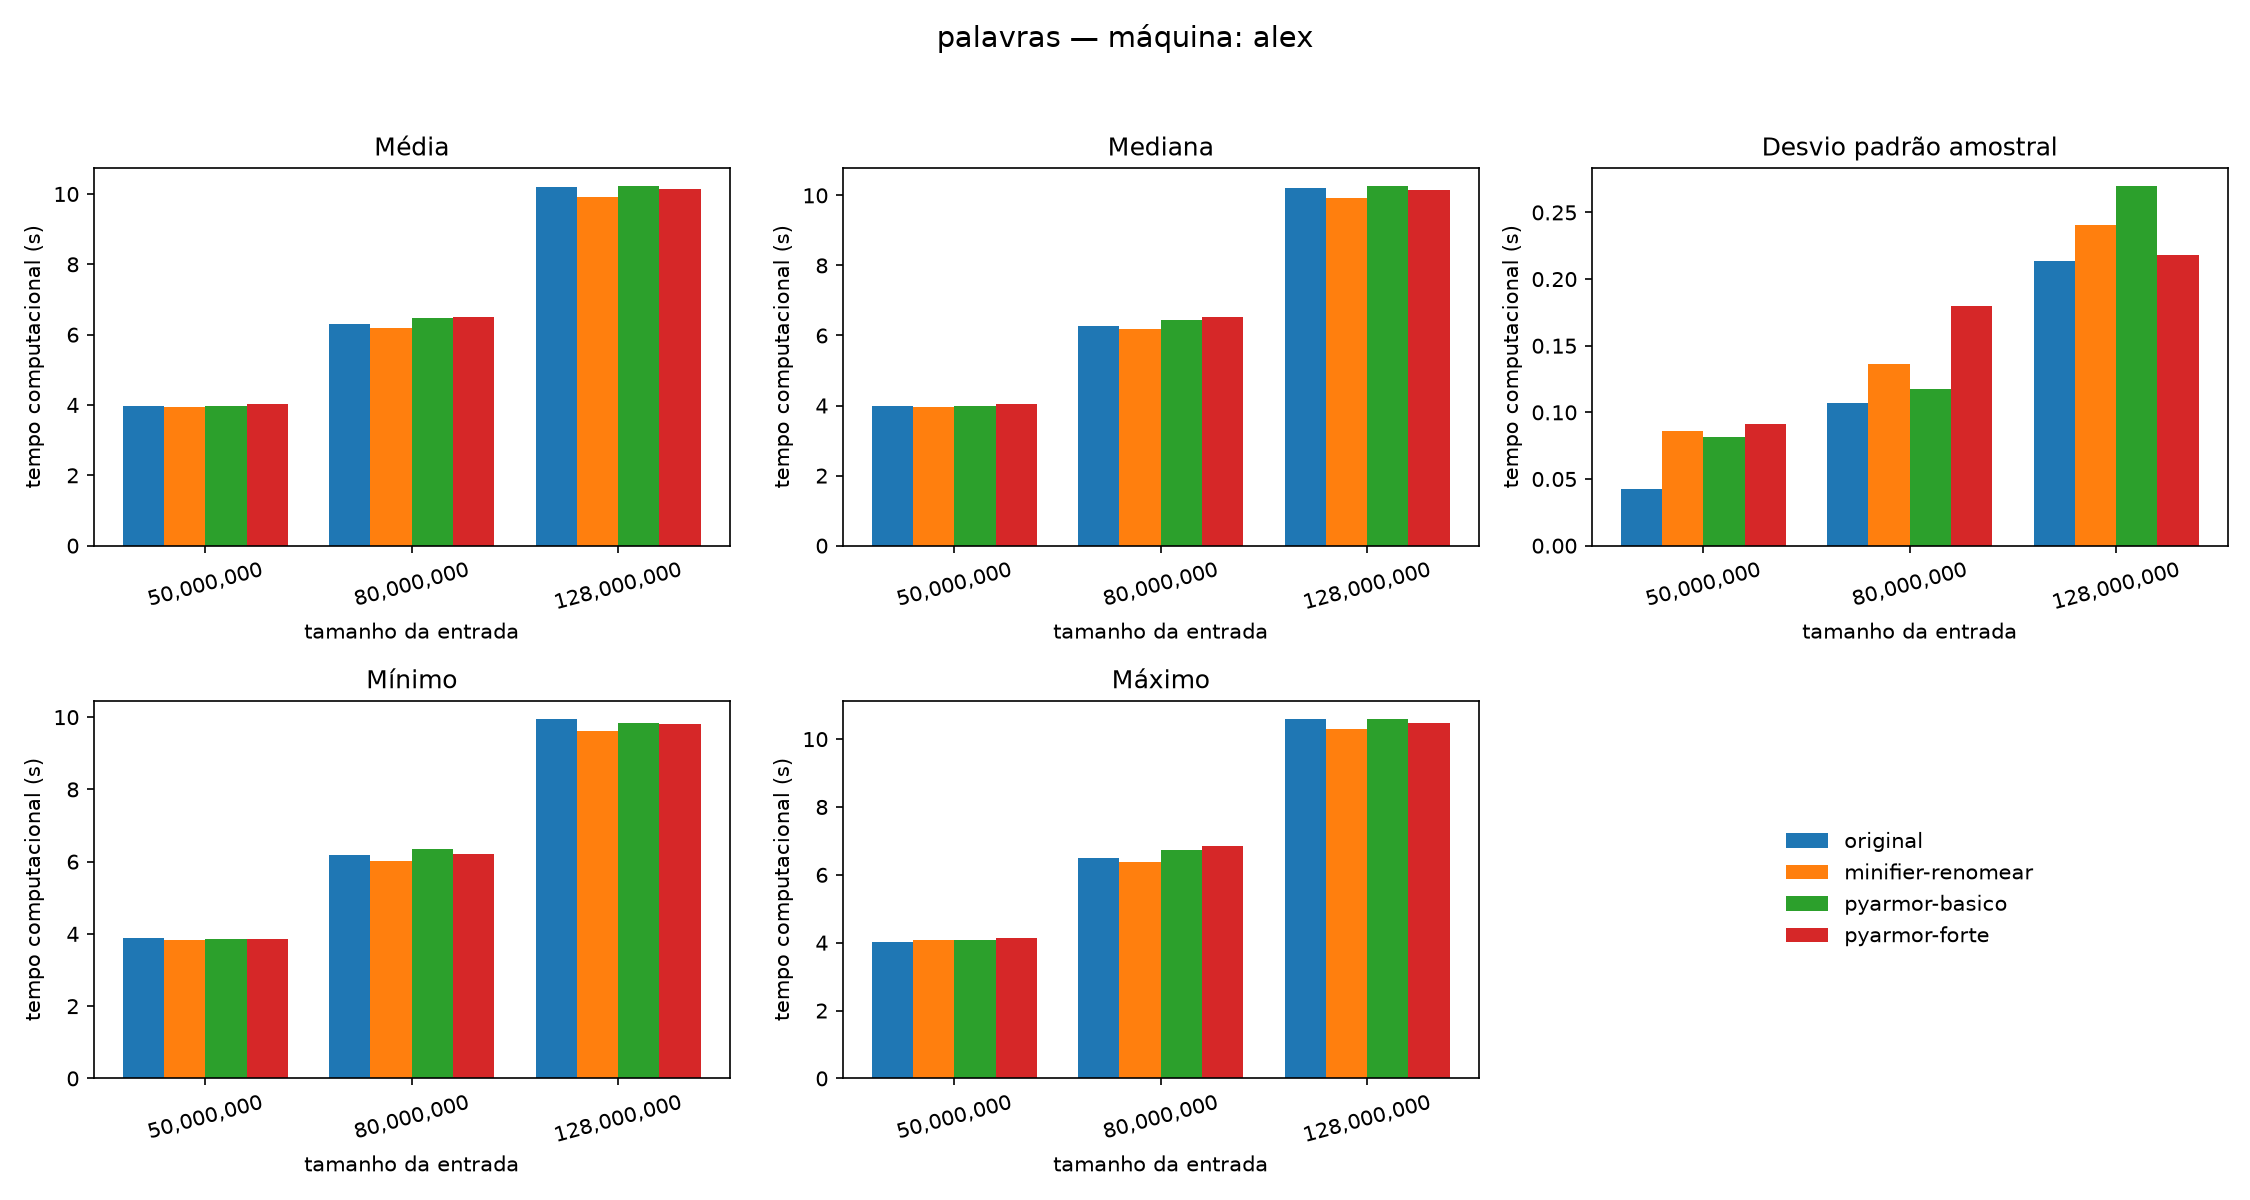 palavras — máquina: alex
Média
tempo computacional (s)
10
8
6
4
2
0
50,000,000
80,000,000
128,000,000
tamanho da entrada
Mediana
tempo computacional (s)
10
8
6
4
2
0
50,000,000
80,000,000
128,000,000
tamanho da entrada
Desvio padrão amostral
tempo computacional (s)
0.25
0.20
0.15
0.10
0.05
0.00
50,000,000
80,000,000
128,000,000
tamanho da entrada
Mínimo
tempo computacional (s)
10
8
6
4
2
0
50,000,000
80,000,000
128,000,000
tamanho da entrada
Máximo
tempo computacional (s)
10
8
6
4
2
0
50,000,000
80,000,000
128,000,000
tamanho da entrada
original
minifier-renomear
pyarmor-basico
pyarmor-forte